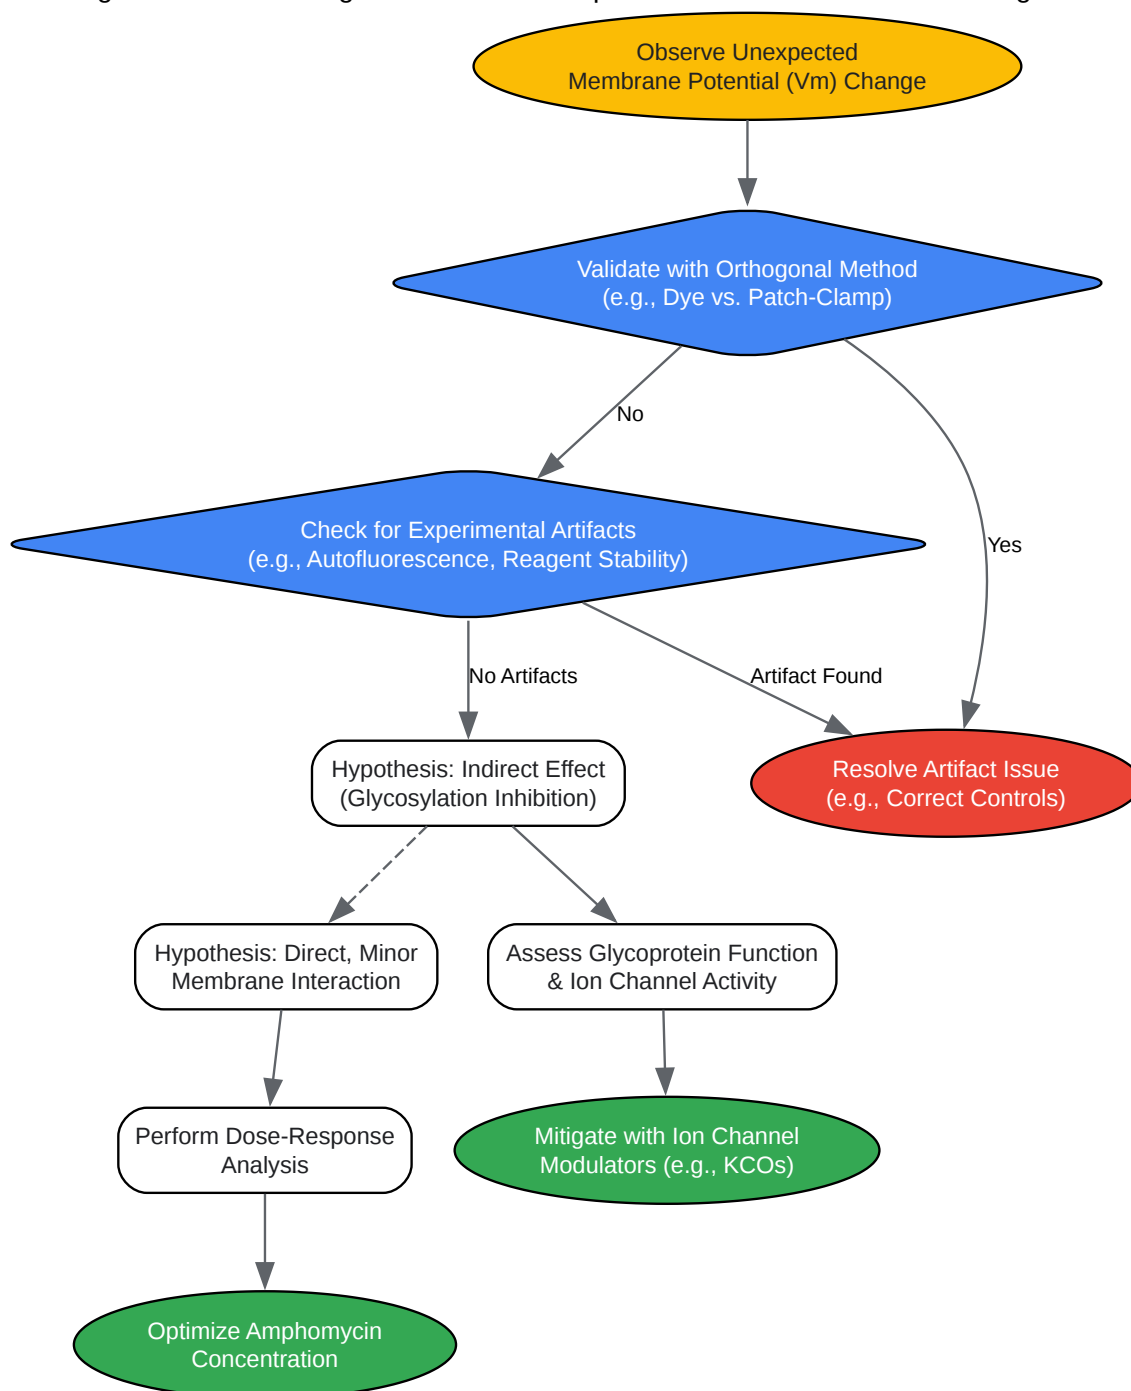 Observe Unexpected
Membrane Potential (Vm) Change
Validate with Orthogonal Method
(e.g., Dye vs. Patch-Clamp)
No
Yes
Check for Experimental Artifacts
(e.g., Autofluorescence, Reagent Stability)
No Artifacts
Artifact Found
Hypothesis: Indirect Effect
(Glycosylation Inhibition)
Resolve Artifact Issue
(e.g., Correct Controls)
Hypothesis: Direct, Minor
Membrane Interaction
Assess Glycoprotein Function
& Ion Channel Activity
Perform Dose-Response
Analysis
Mitigate with Ion Channel
Modulators (e.g., KCOs)
Optimize Amphomycin
Concentration